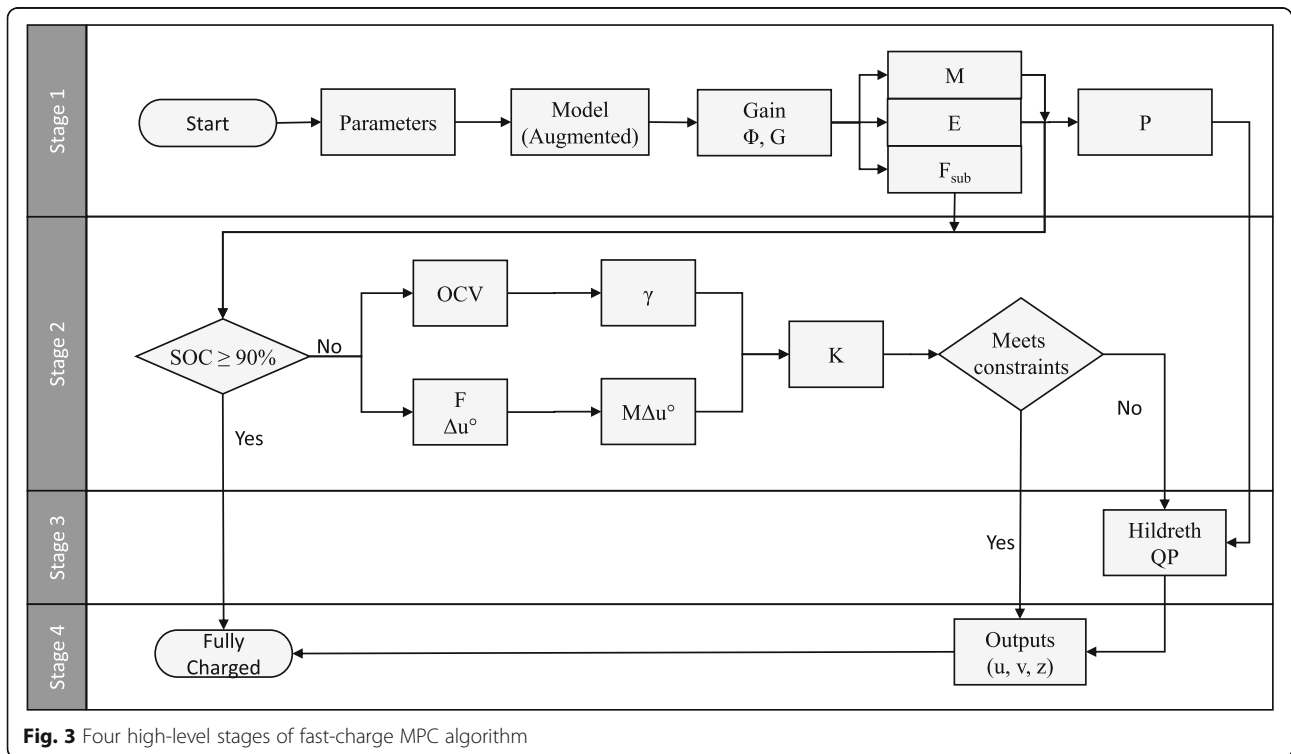 Stage 1
Start
Parameters
Model
(Augmented)
Gain
Φ, G
M
E
Fsub
P
Stage 2
SOC ≥ 90%
No
Yes
OCV
γ
F
Δu°
MΔu°
K
Meets
constraints
No
Yes
Stage 3
Hildreth
QP
Stage 4
Fully
Charged
Outputs
(u, v, z)
Fig. 3 Four high-level stages of fast-charge MPC algorithm